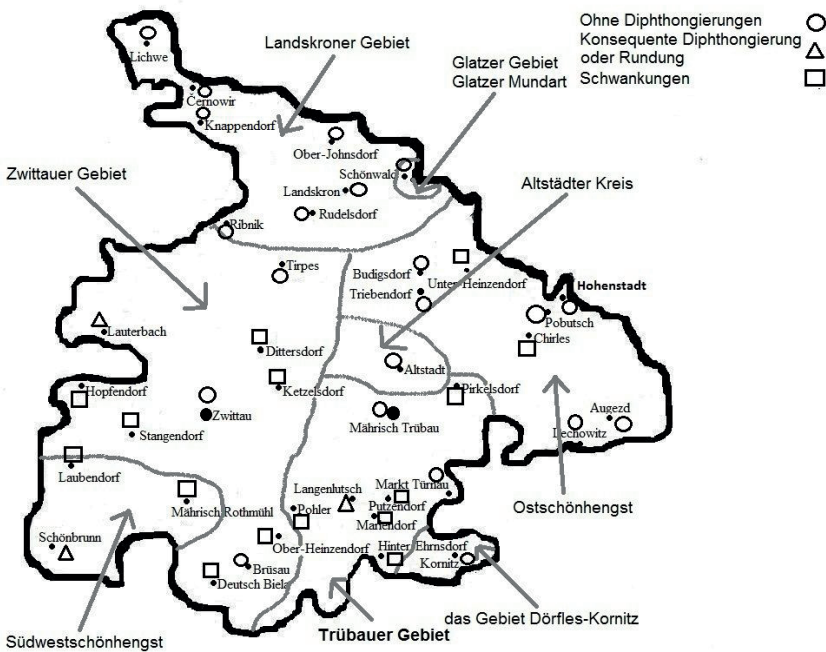 Ohne Diphthongierungen
Konsequente Diphthongierung
oder Rundung
Schwankungen
Landskroner Gebiet
Glatzer Gebiet
Glatzer Mundart
Lichwe
Černowir
Knappendorf
Ober-Johnsdorf
Schönwald
Zwittauer Gebiet
Altstädter Kreis
Landskron
Rudelsdorf
Ribnik
Tirpes
Budigsdorf
Unter-Heinzendorf
Triebendorf
Hohenstadt
Pobutsch
Lauterbach
Chirles
Dittersdorf
Altstadt
Hopfendorf
Ketzelsdorf
Pirkelsdorf
Zwittau
Mährisch Trübau
Augezd
Stangendorf
Lechowitz
Laubendorf
Langenlutsch
Markt Türnau
Mährisch Rothmühl
Pohler
Putzendorf
Mariendorf
Ostschönhengst
Schönbrunn
Ober-Heinzendorf
Hinter Ehrnsdorf
Kornitz
Brüsau
Deutsch Biela
das Gebiet Dörfles-Kornitz
Südwestschönhengst
Trübauer Gebiet